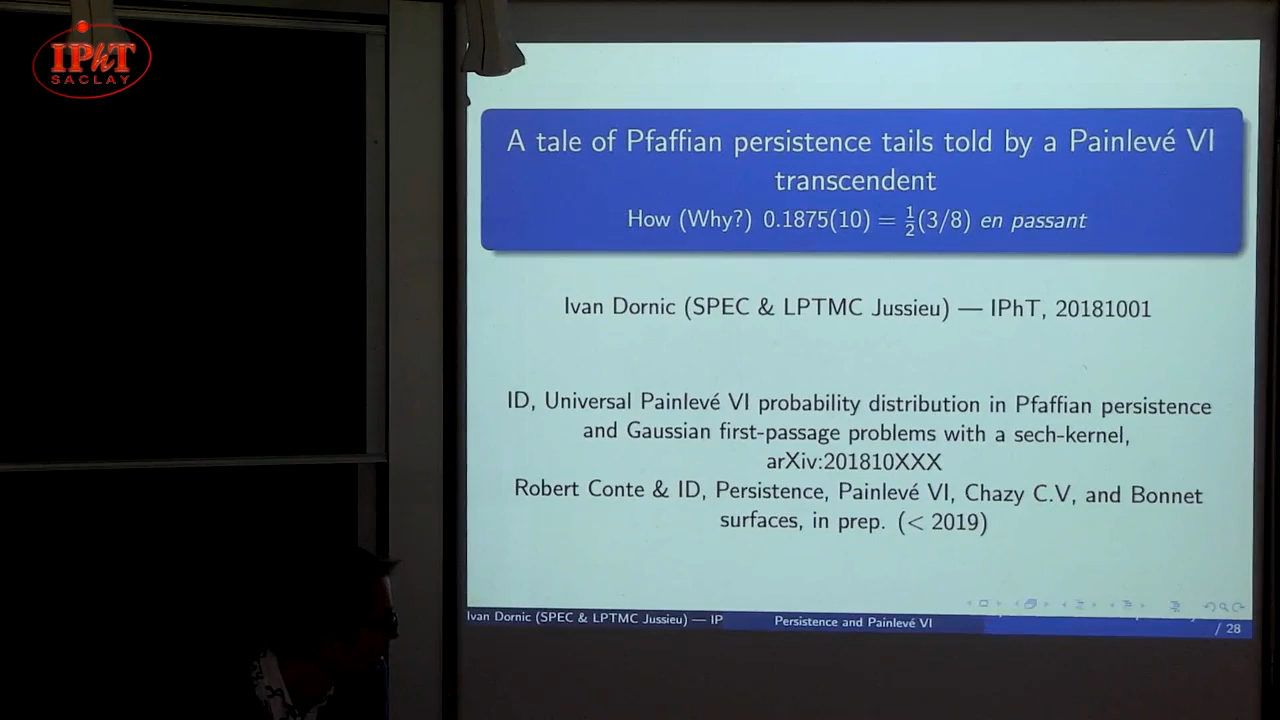 IPhT
SACLAY
A tale of Pfaffian persistence tails told by a Painlevé VI
transcendent
How (Why?) 0.1875(10) = 1/2(3/8) en passant
Ivan Dornic (SPEC & LPTMC Jussieu) — IPhT, 20181001
ID, Universal Painlevé VI probability distribution in Pfaffian persistence
and Gaussian first-passage problems with a sech-kernel,
arXiv:201810XXX
Robert Conte & ID, Persistence, Painlevé VI, Chazy C.V, and Bonnet
surfaces, in prep. (< 2019)
Ivan Dornic (SPEC & LPTMC Jussieu) — IP
Persistence and Painlevé VI
/ 28